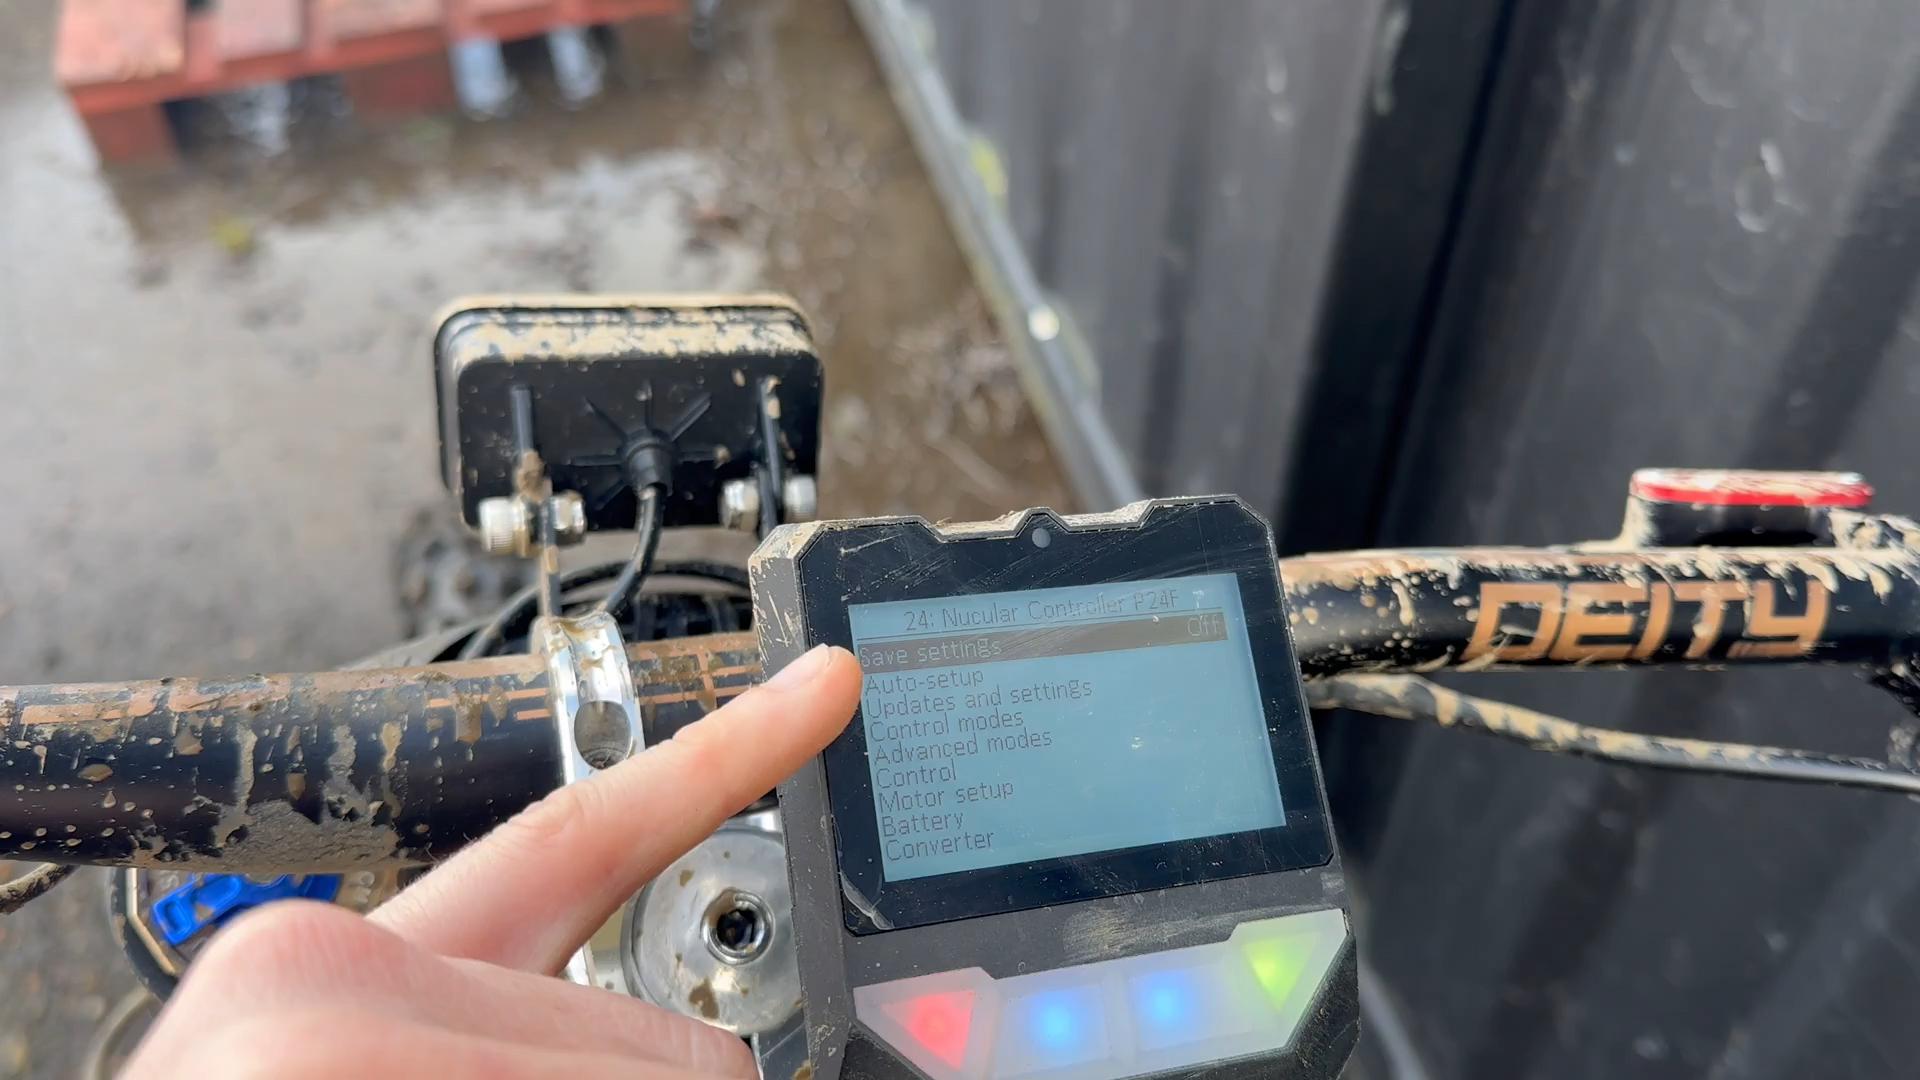 24: Nucular Controller P24F
Save settings Off
Auto-setup
Updates and settings
Control modes
Advanced modes
Control
Motor setup
Battery
Converter
DEITY